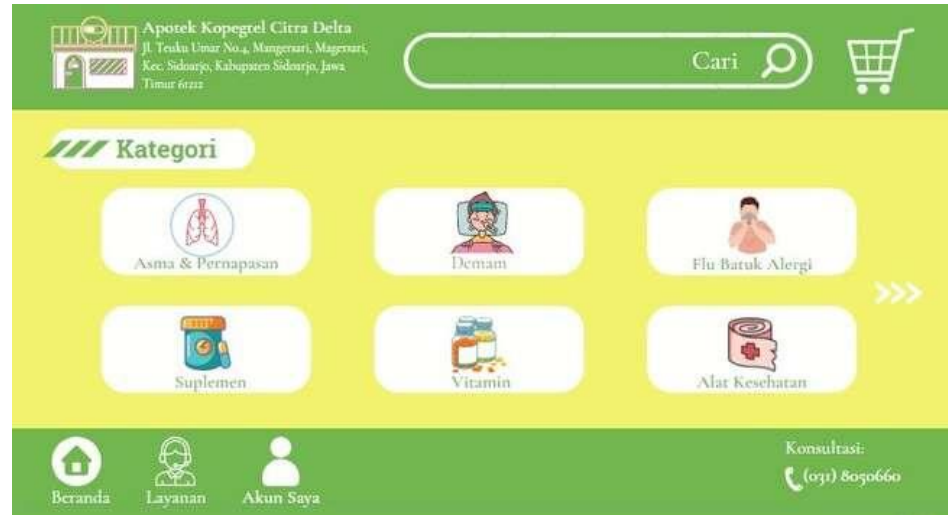 Apotek Kopegtel Citra Delta
Jl. Teuku Umar No.4, Mangersari, Magersari,
Kec. Sidoarjo, Kabupaten Sidoarjo, Jawa
Timur 61212
Cari
Kategori
Asma & Pernapasan
Demam
Flu Batuk Alergi
Suplemen
Vitamin
Alat Kesehatan
Beranda
Layanan
Akun Saya
Konsultasi:
(031) 8050660